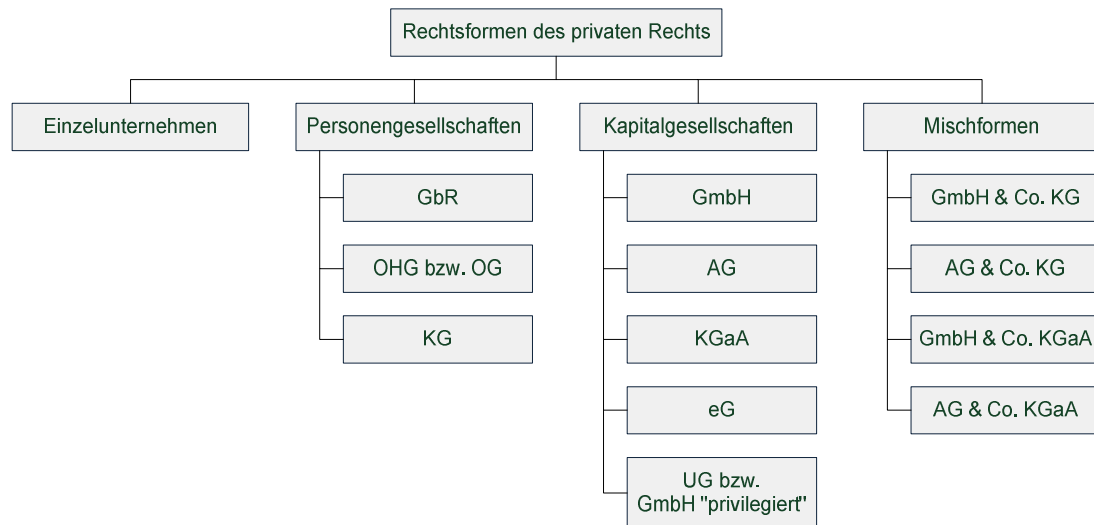 Rechtsformen des privaten Rechts
Einzelunternehmen
Personengesellschaften
Kapitalgesellschaften
Mischformen
GbR
OHG bzw. OG
KG
GmbH
AG
KGaA
eG
UG bzw.
GmbH "privilegiert"
GmbH & Co. KG
AG & Co. KG
GmbH & Co. KGaA
AG & Co. KGaA